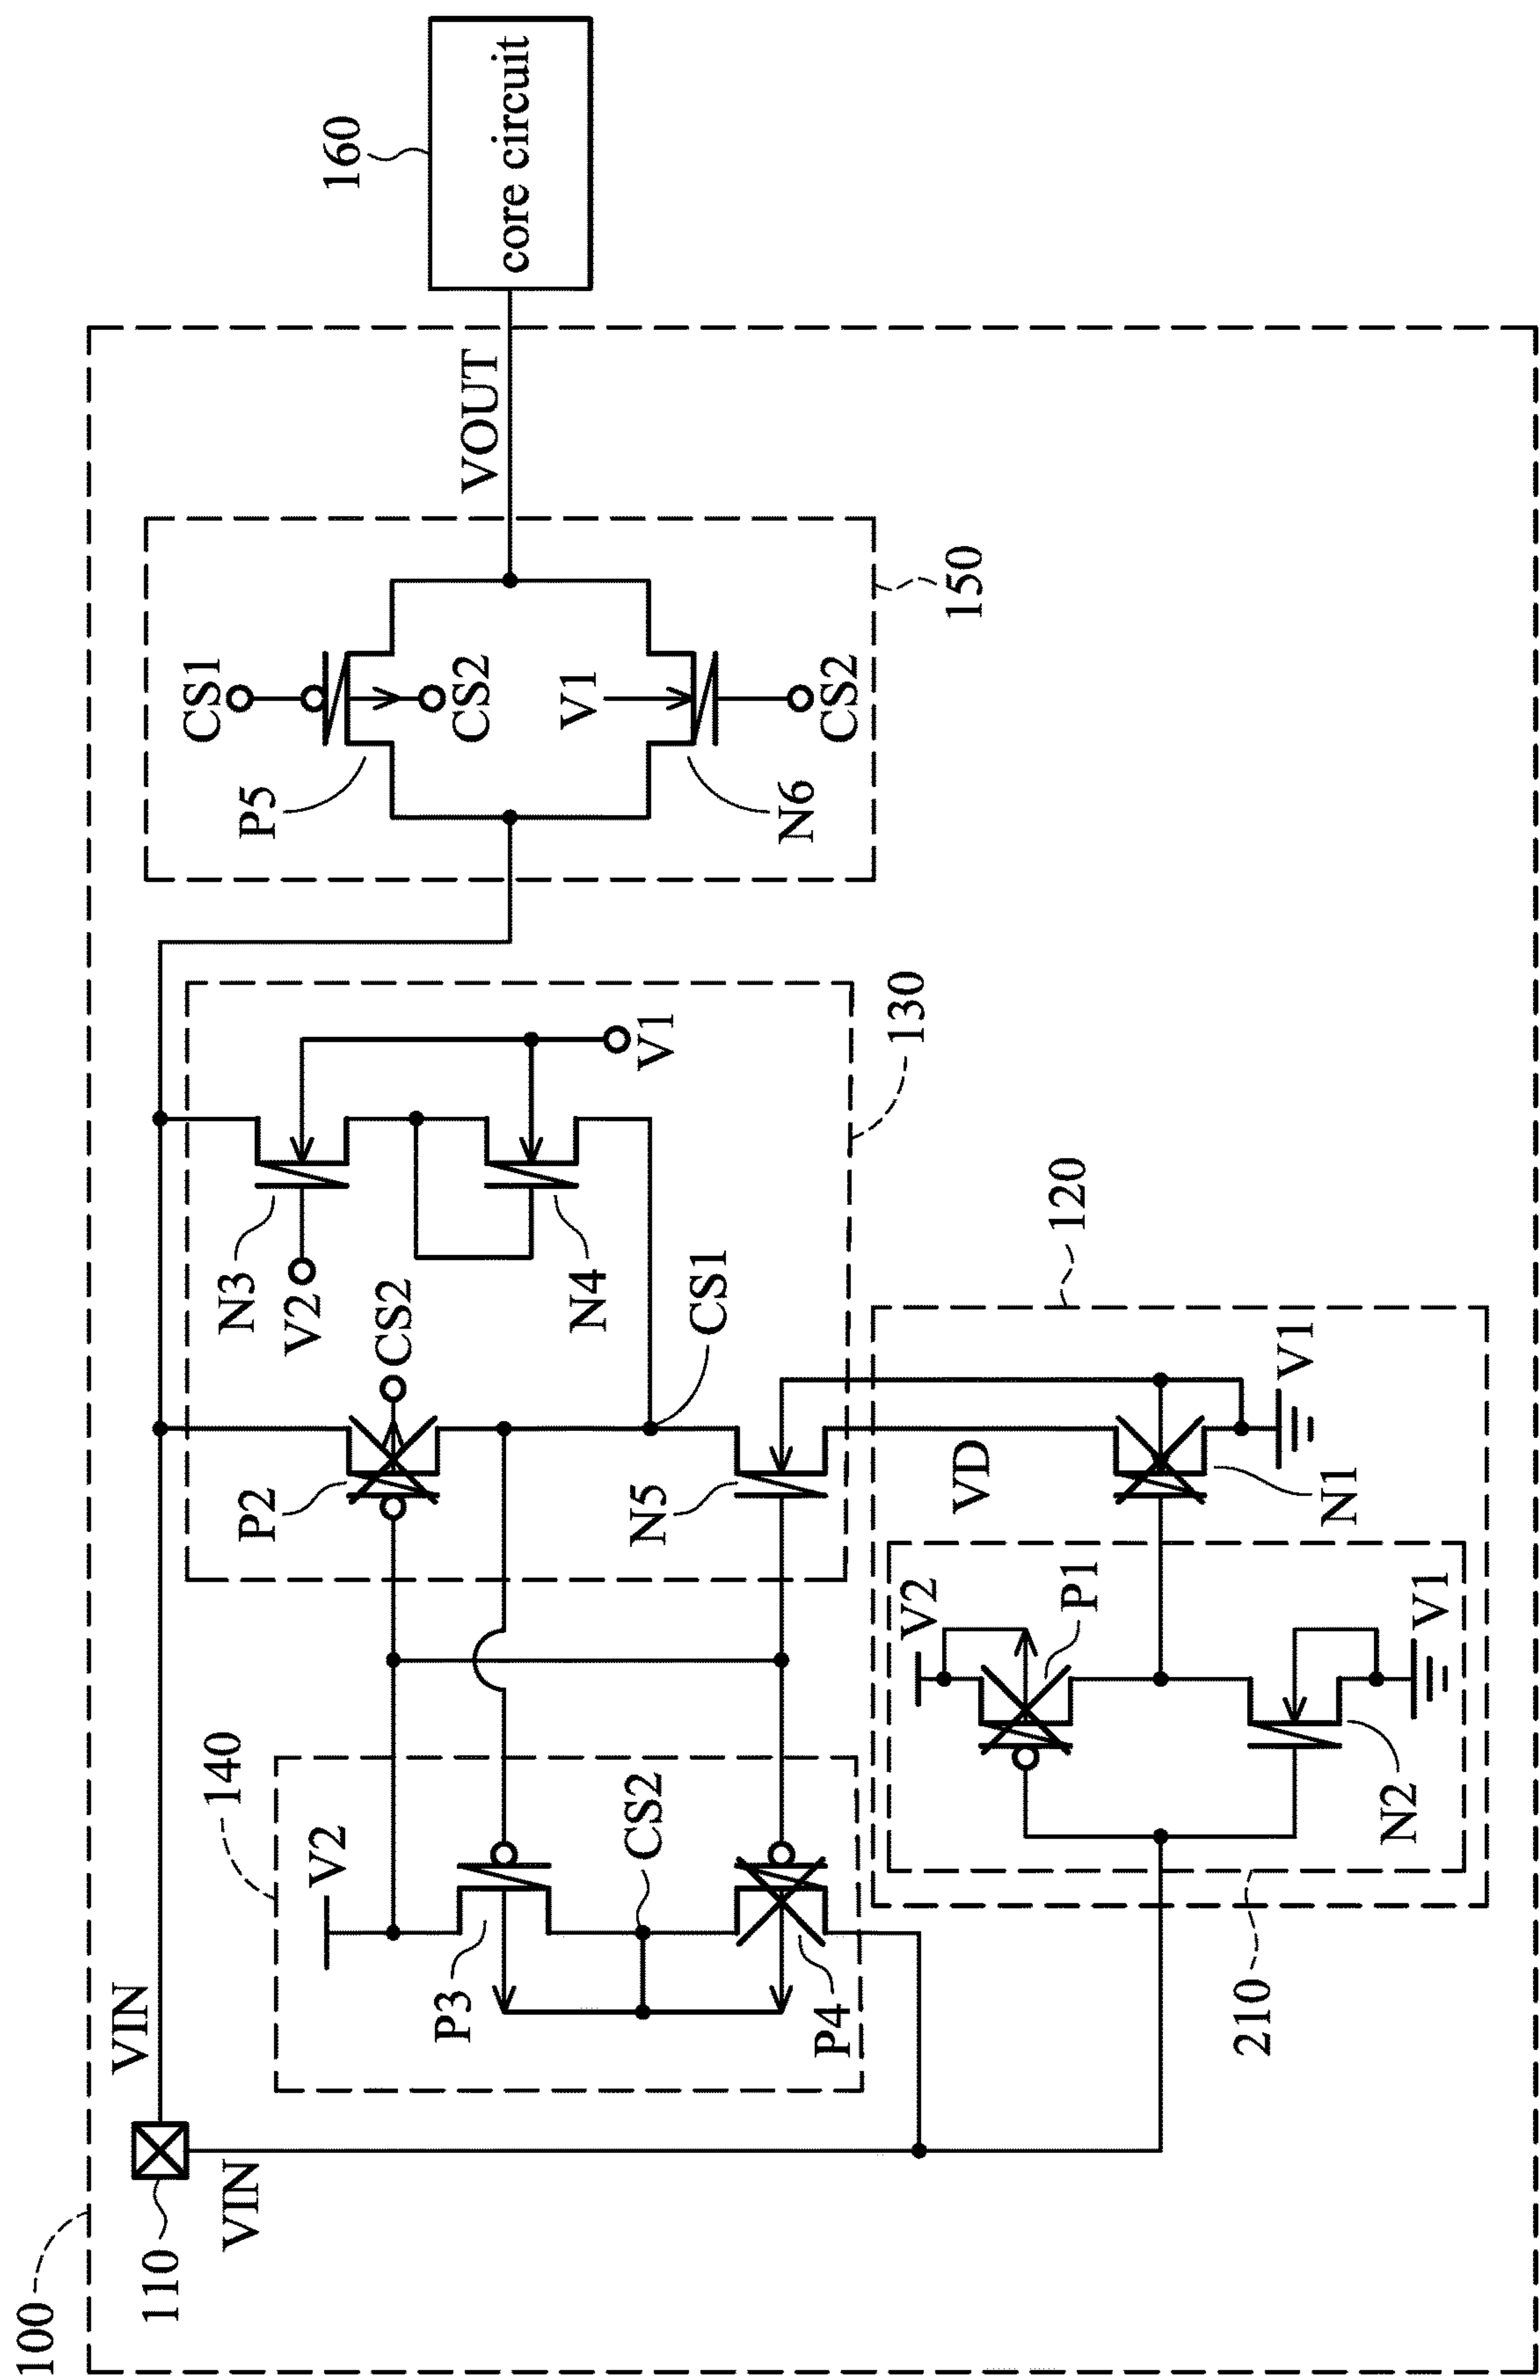 100
110
VIN
VIN
140
V2
P3
CS2
P4
210
N2
V1
V2
P1
120
VD
N1
V1
P2
CS2
N3
V2
N4
CS1
N5
V1
130
P5
CS1
CS2
V1
N6
CS2
150
VOUT
160
core circuit